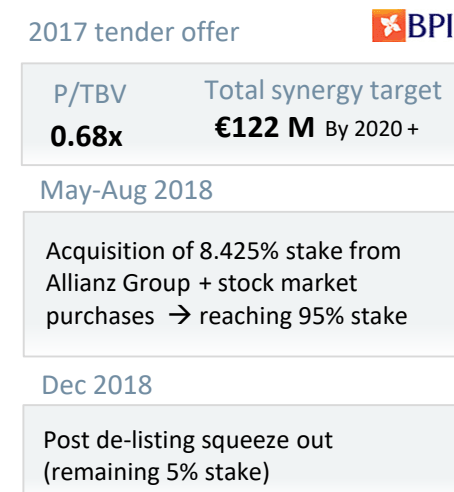 2017 tender offer
BPI
P/TBV
Total synergy target
0.68x
€122 M By 2020 +
May-Aug 2018
Acquisition of 8.425% stake from
Allianz Group + stock market
purchases → reaching 95% stake
Dec 2018
Post de-listing squeeze out
(remaining 5% stake)